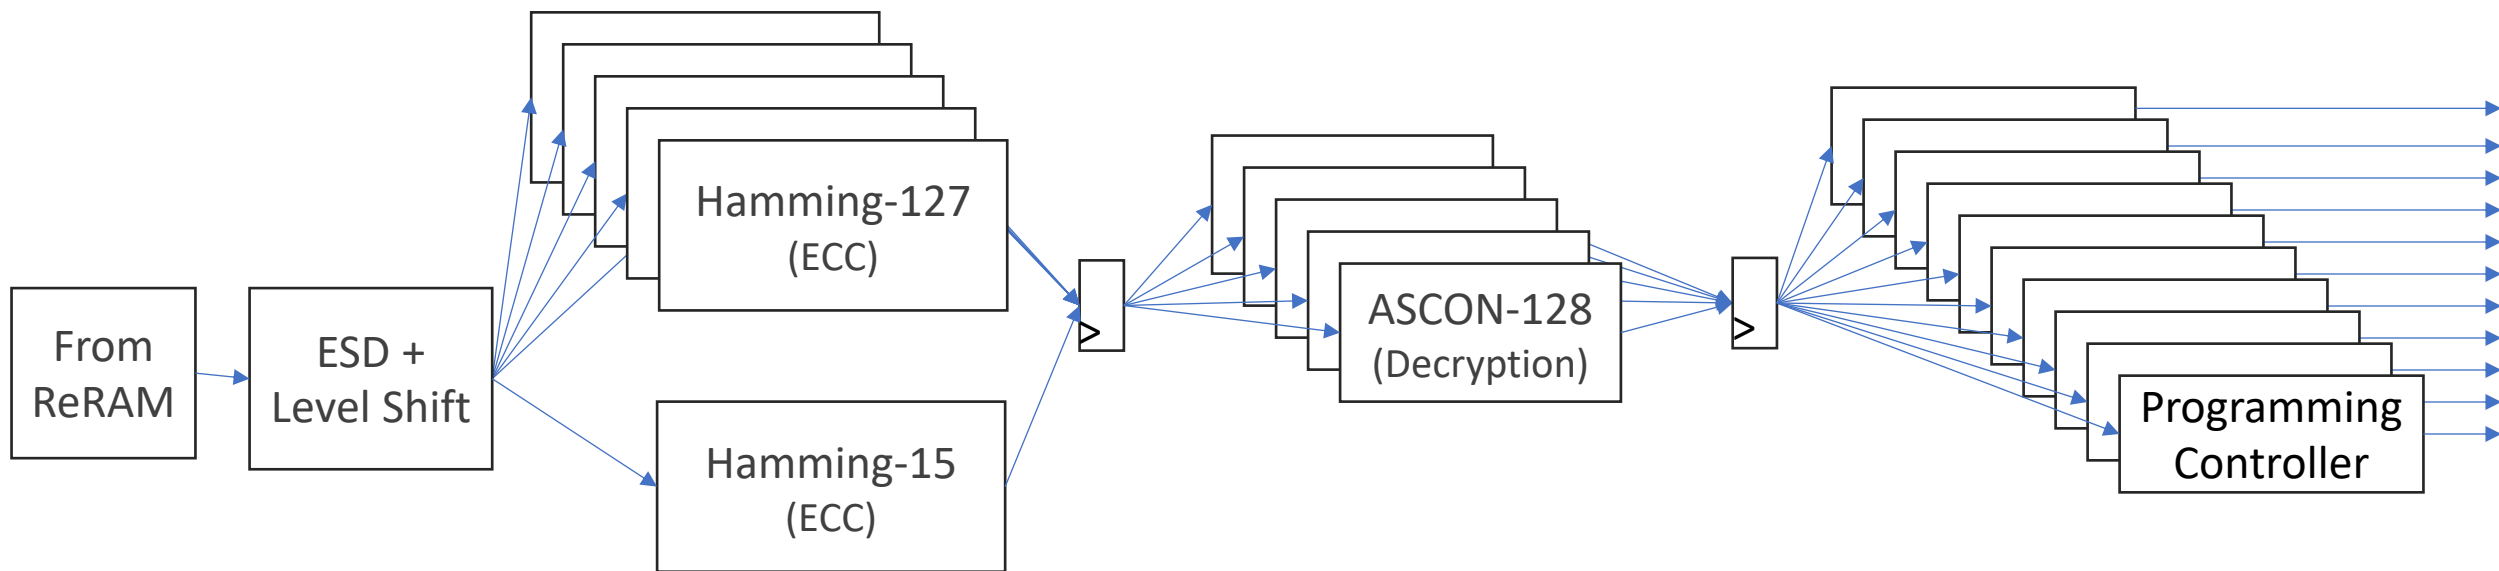 From
ReRAM
ESD +
Level Shift
Hamming-127
(ECC)
Hamming-15
(ECC)
>
ASCON-128
(Decryption)
>
Programming
Controller